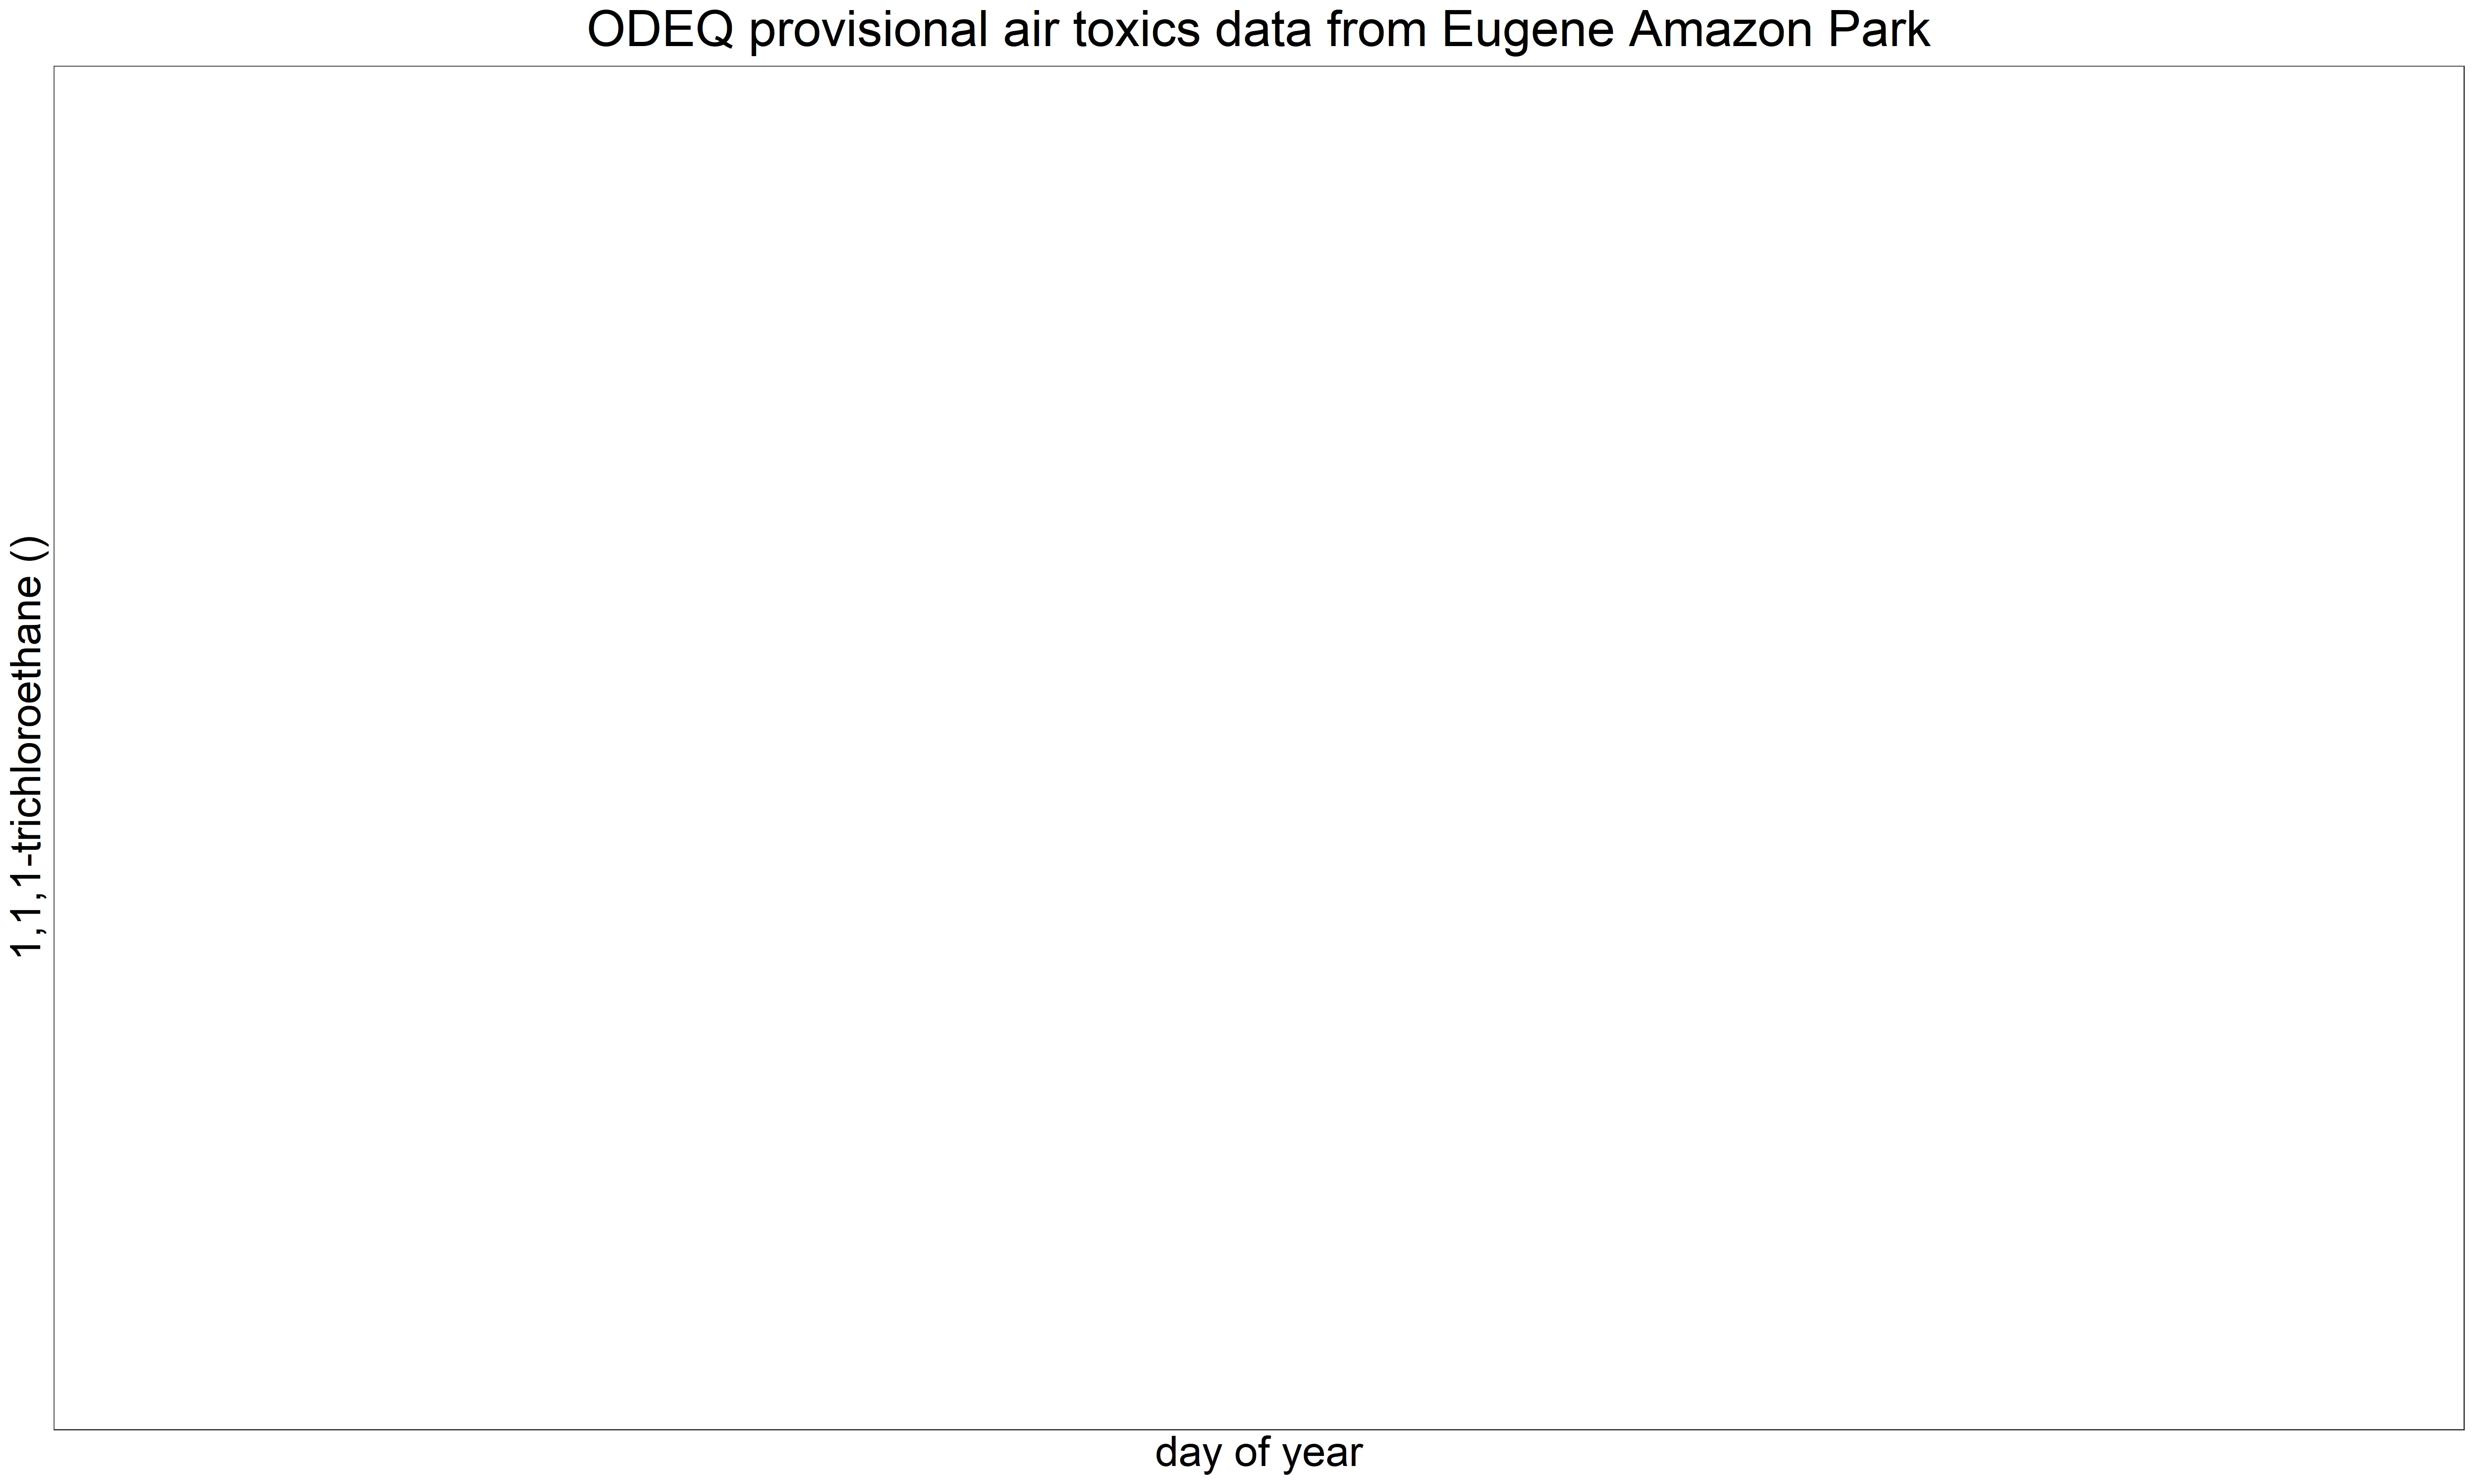 ODEQ provisional air toxics data from Eugene Amazon Park
1,1,1-trichloroethane ()
day of year